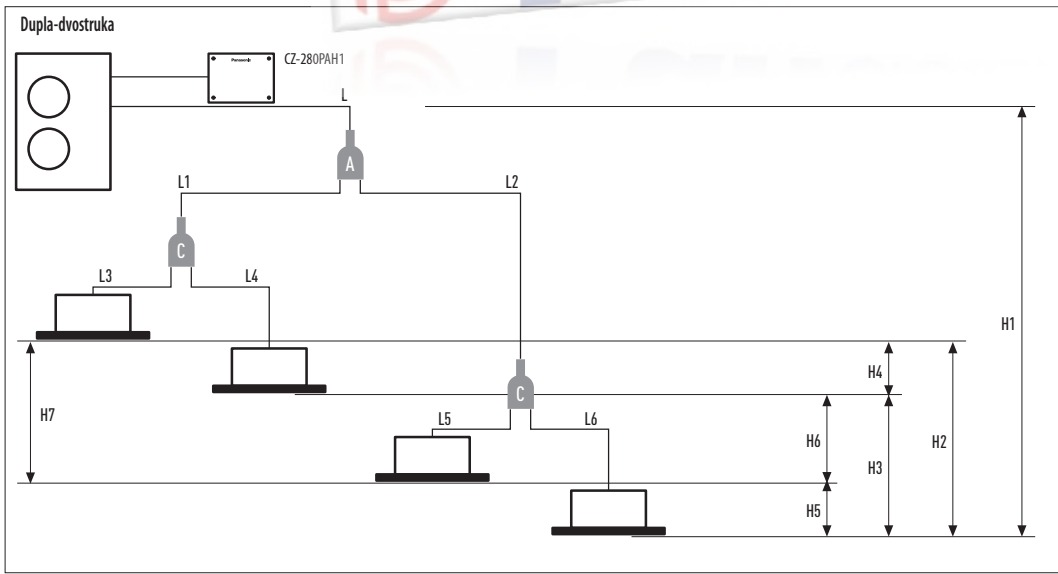 Dupla-dvostruka
Panasonic
CZ-280PAH1
L
A
L1
L2
C
L3
L4
H1
H4
C
H7
L5
L6
H6
H2
H3
H5